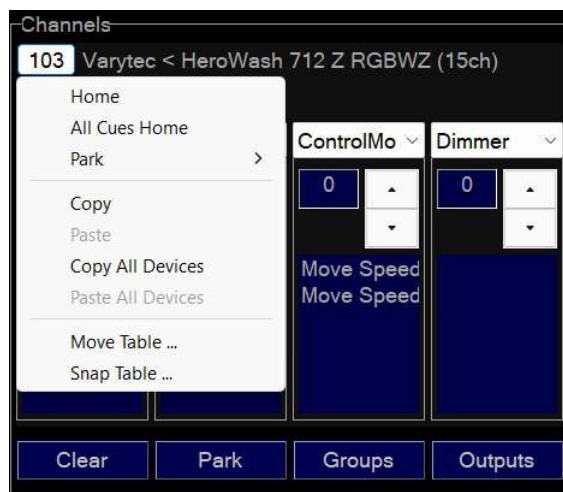 Channels
103 Varytec < HeroWash 712 Z RGBWZ (15ch)
Home
All Cues Home
Park >
Copy
Paste
Copy All Devices
Paste All Devices
Move Table ...
Snap Table ...
ControlMo Dimmer
0 0
Move Speed
Move Speed
Clear Park Groups Outputs